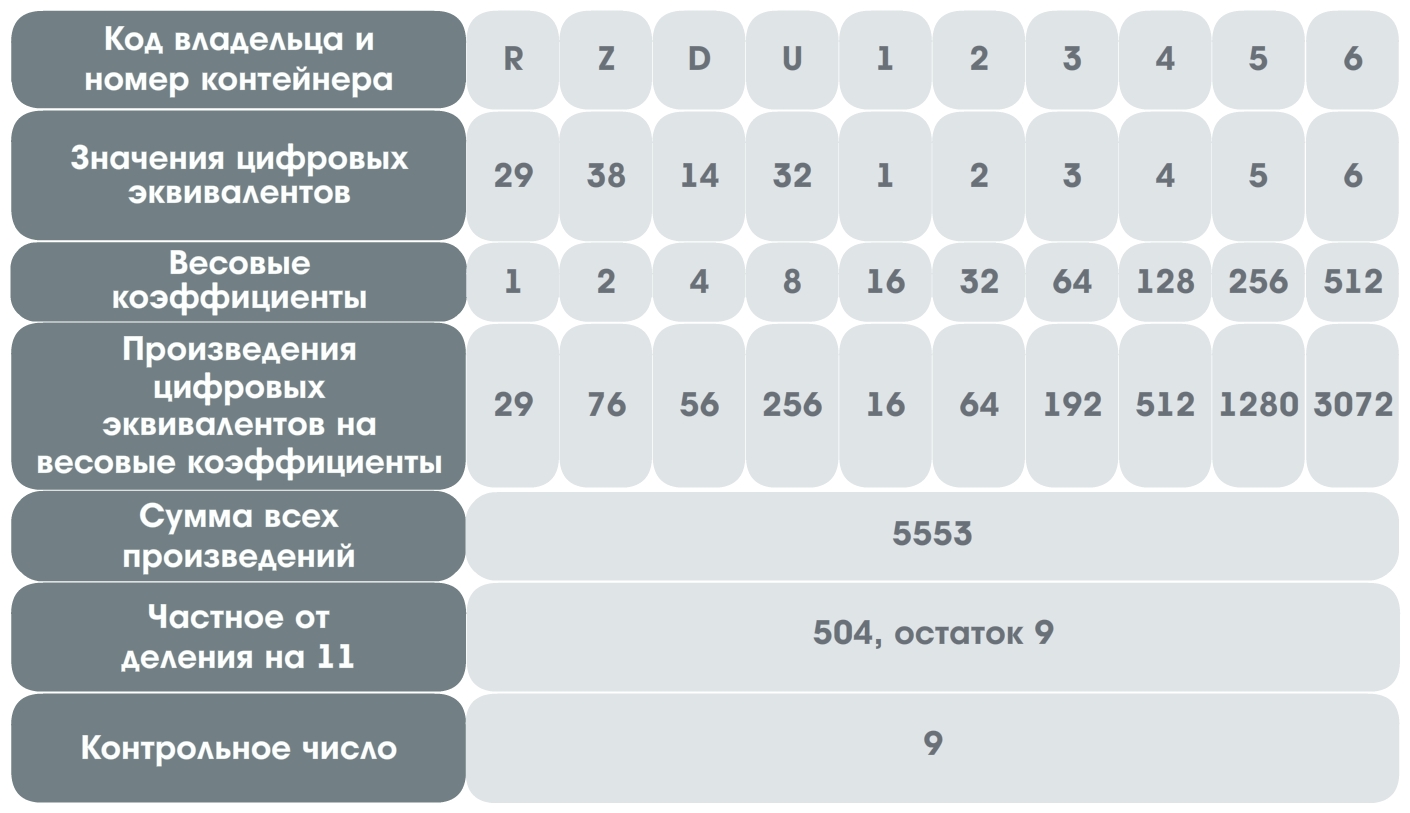 Код владельца и
номер контейнера
R Z D U 1 2 3 4 5 6
Значения цифровых
эквивалентов
29 38 14 32 1 2 3 4 5 6
Весовые
коэффициенты
1 2 4 8 16 32 64 128 256 512
Произведения
цифровых
эквивалентов на
весовые коэффициенты
29 76 56 256 16 64 192 512 1280 3072
Сумма всех
произведений
5553
Частное от
деления на 11
504, остаток 9
Контрольное число
9